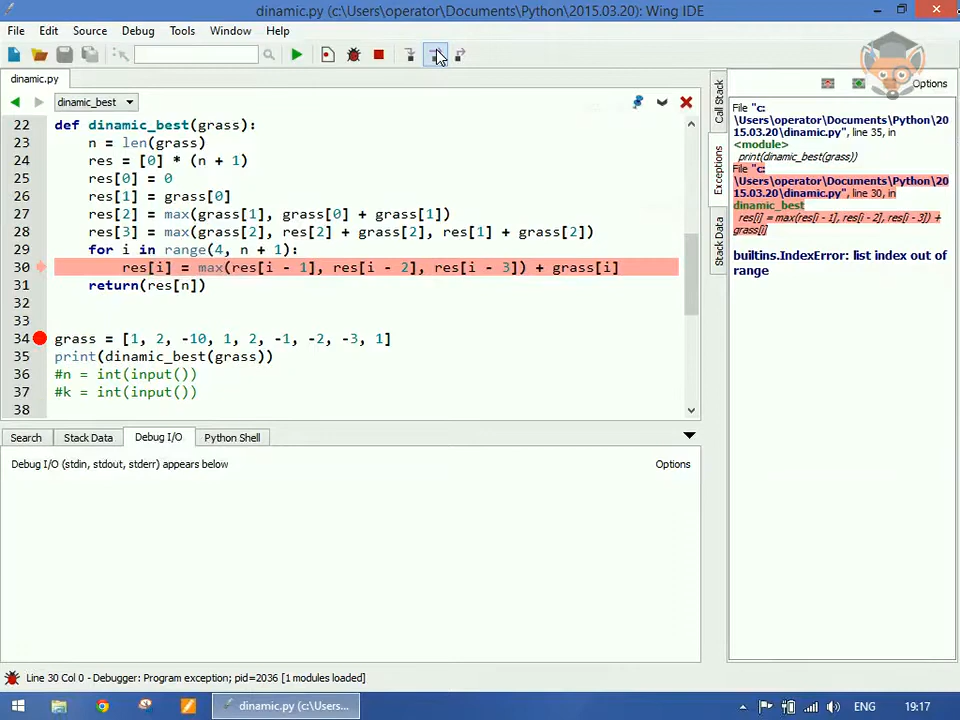 dinamic.py (c:\Users\operator\Documents\Python\2015.03.20): Wing IDE
File Edit Source Debug Tools Window Help
dinamic.py
dinamic_best
22 def dinamic_best(grass):
23 n = len(grass)
24 res = [0] * (n + 1)
25 res[0] = 0
26 res[1] = grass[0]
27 res[2] = max(grass[1], grass[0] + grass[1])
28 res[3] = max(grass[2], res[2] + grass[2], res[1] + grass[2])
29 for i in range(4, n + 1):
30 res[i] = max(res[i - 1], res[i - 2], res[i - 3]) + grass[i]
31 return(res[n])
32
33
34 grass = [1, 2, -10, 1, 2, -1, -2, -3, 1]
35 print(dinamic_best(grass))
36 #n = int(input())
37 #k = int(input())
38
Search Stack Data Debug I/O Python Shell
Debug I/O (stdin, stdout, stderr) appears below
Options
Call Stack
Exceptions
Stack Data
Options
File "c:
\Users\operator\Documents\Python\20
15.03.20\dinamic.py", line 35, in
<module>
print(dinamic_best(grass))
File "c:
\Users\operator\Documents\Python\20
15.03.20\dinamic.py", line 30, in
dinamic_best
res[i] = max(res[i - 1], res[i - 2], res[i - 3]) +
grass[i]
builtins.IndexError: list index out of
range
Line 30 Col 0 - Debugger: Program exception; pid=2036 [1 modules loaded]
dinamic.py (c:\Users...
ENG
19:17